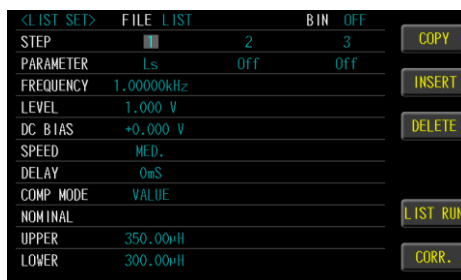 <LIST SET> FILE LIST BIN OFF
STEP 1 2 3
PARAMETER Ls Off Off
FREQUENCY 1.00000kHz
LEVEL 1.000 V
DC BIAS +0.000 V
SPEED MED.
DELAY 0mS
COMP MODE VALUE
NOMINAL
UPPER 350.00μH
LOWER 300.00μH
COPY
INSERT
DELETE
LIST RUN
CORR.